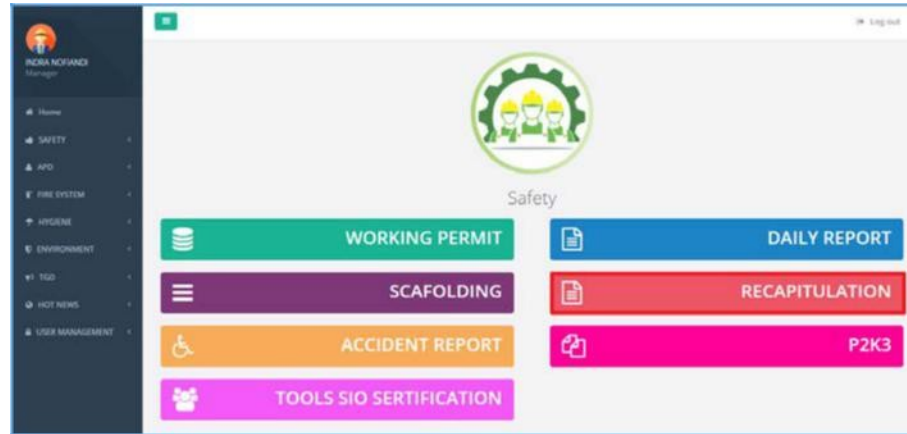 Log out
INDRA NOFIANDI
Manager
Home
SAFETY
APD
FIRE SYSTEM
HYGIENE
ENVIRONMENT
TGD
HOT NEWS
USER MANAGEMENT
Safety
WORKING PERMIT
DAILY REPORT
SCAFOLDING
RECAPITULATION
ACCIDENT REPORT
P2K3
TOOLS SIO SERTIFICATION